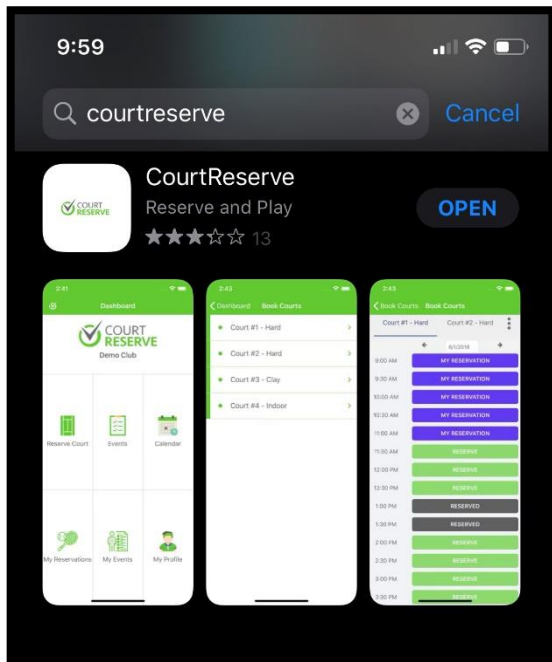 9:59
courtreserve
Cancel
COURT
RESERVE
CourtReserve
Reserve and Play
13
OPEN
2:41
Dashboard
COURT
RESERVE
Demo Club
Reserve Court Events Calendar
My Reservations My Events My Profile
2:43
Dashboard Book Courts
Court #1 - Hard
Court #2 - Hard
Court #3 - Clay
Court #4 - Indoor
2:43
Book Courts Book Courts
Court #1 - Hard Court #2 - Hard
9:00 AM MY RESERVATION
9:30 AM MY RESERVATION
10:00 AM MY RESERVATION
10:30 AM MY RESERVATION
11:00 AM MY RESERVATION
11:30 AM RESERVE
12:00 PM RESERVE
12:30 PM RESERVE
1:00 PM RESERVED
1:30 PM RESERVED
2:00 PM RESERVE
2:30 PM RESERVE
3:00 PM RESERVE
3:30 PM RESERVE